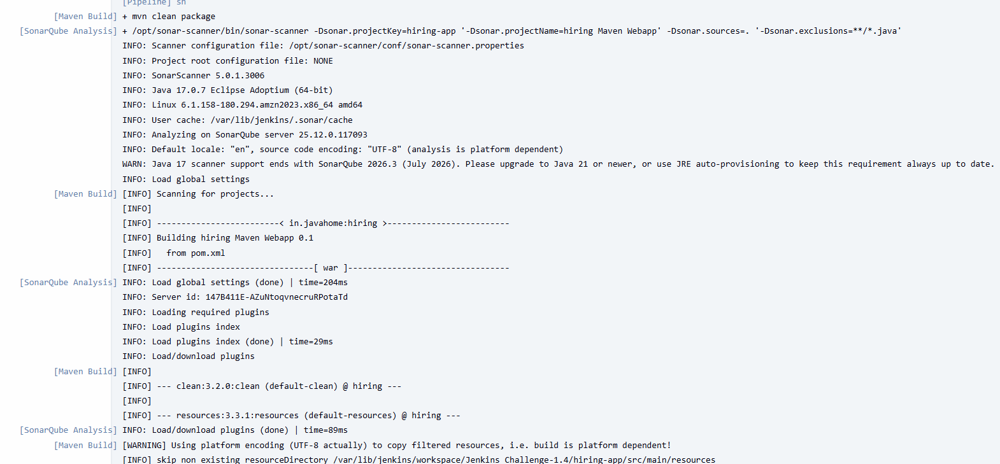 [Pipeline] sh
[Maven Build] + mvn clean package
[SonarQube Analysis] + /opt/sonar-scanner/bin/sonar-scanner -Dsonar.projectKey=hiring-app '-Dsonar.projectName=hiring Maven Webapp' -Dsonar.sources=. '-Dsonar.exclusions=**/*.java'
INFO: Scanner configuration file: /opt/sonar-scanner/conf/sonar-scanner.properties
INFO: Project root configuration file: NONE
INFO: SonarScanner 5.0.1.3006
INFO: Java 17.0.7 Eclipse Adoptium (64-bit)
INFO: Linux 6.1.158-180.294.amzn2023.x86_64 amd64
INFO: User cache: /var/lib/jenkins/.sonar/cache
INFO: Analyzing on SonarQube server 25.12.0.117093
INFO: Default locale: "en", source code encoding: "UTF-8" (analysis is platform dependent)
WARN: Java 17 scanner support ends with SonarQube 2026.3 (July 2026). Please upgrade to Java 21 or newer, or use JRE auto-provisioning to keep this requirement always up to date.
INFO: Load global settings
[Maven Build] [INFO] Scanning for projects...
[INFO]
[INFO] -------------------------< in.javahome:hiring >-------------------------
[INFO] Building hiring Maven Webapp 0.1
[INFO]   from pom.xml
[INFO] --------------------------------[ war ]---------------------------------
[SonarQube Analysis] INFO: Load global settings (done) | time=204ms
INFO: Server id: 147B411E-AZuNtoqvnecruRPotaTd
INFO: Loading required plugins
INFO: Load plugins index
INFO: Load plugins index (done) | time=29ms
INFO: Load/download plugins
[Maven Build] [INFO]
[INFO] --- clean:3.2.0:clean (default-clean) @ hiring ---
[INFO]
[INFO] --- resources:3.3.1:resources (default-resources) @ hiring ---
[SonarQube Analysis] INFO: Load/download plugins (done) | time=89ms
[Maven Build] [WARNING] Using platform encoding (UTF-8 actually) to copy filtered resources, i.e. build is platform dependent!
[INFO] skip non existing resourceDirectory /var/lib/jenkins/workspace/Jenkins Challenge-1.4/hiring-app/src/main/resources